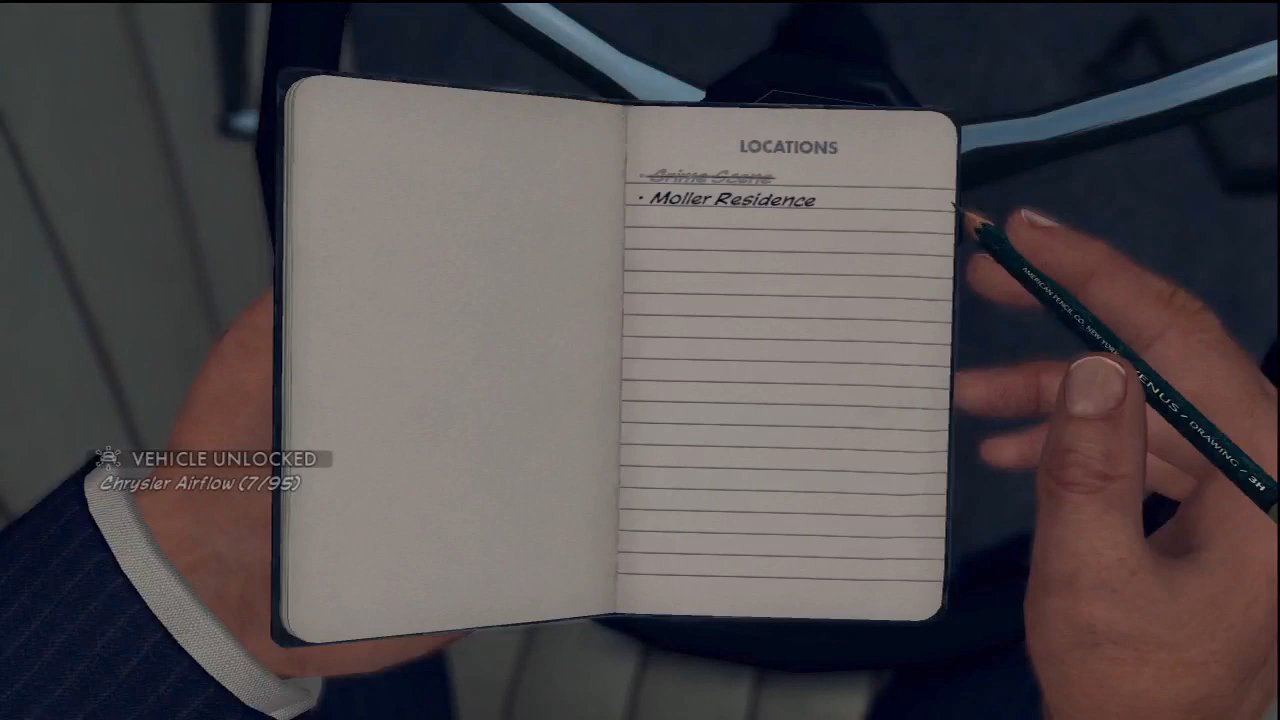 LOCATIONS
· Crime Scene
· Moller Residence
AMERICAN PENCIL CO. NEW YORK
VENUS / DRAWING / 3H
VEHICLE UNLOCKED
Chrysler Airflow (7/95)